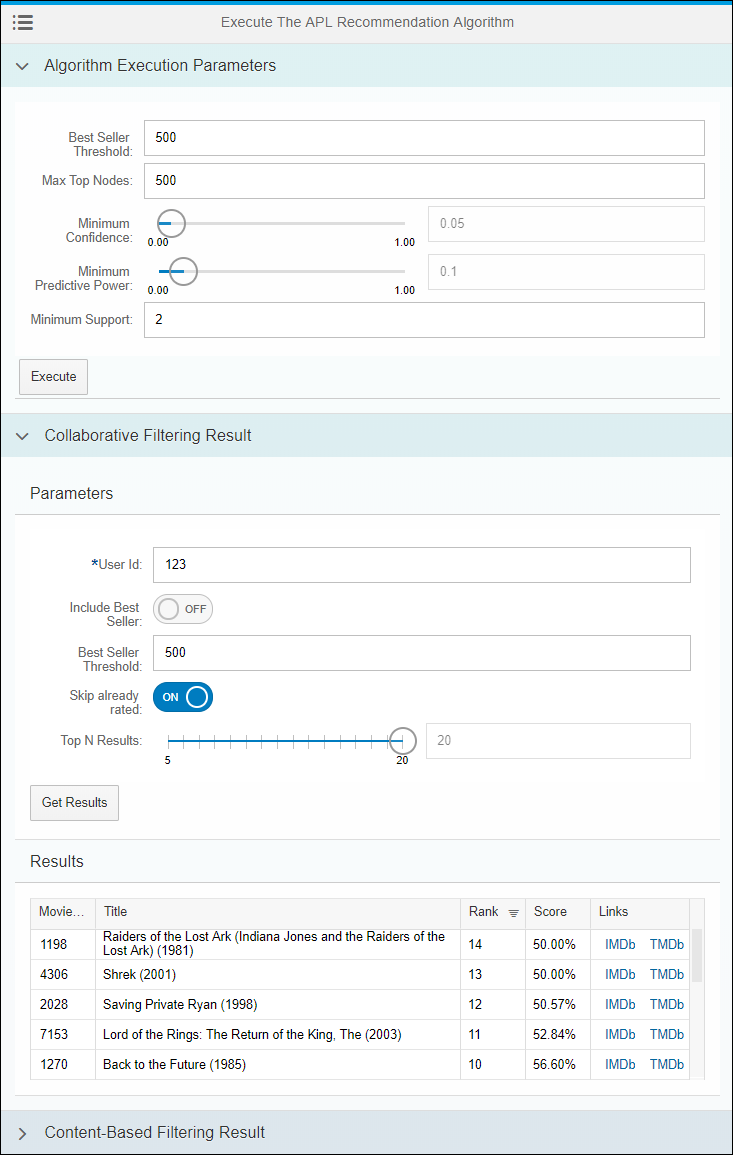 Execute The APL Recommendation Algorithm
Algorithm Execution Parameters
Best Seller
Threshold:
500
Max Top Nodes:
500
Minimum
Confidence:
0.00
1.00
0.05
Minimum
Predictive Power:
0.00
1.00
0.1
Minimum Support:
2
Execute
Collaborative Filtering Result
Parameters
*User Id:
123
Include Best
Seller:
OFF
Best Seller
Threshold:
500
Skip already
rated:
ON
Top N Results:
5
20
20
Get Results
Results
Movie... Title Rank Score Links
1198 Raiders of the Lost Ark (Indiana Jones and the Raiders of the
Lost Ark) (1981) 14 50.00% IMDb TMDb
4306 Shrek (2001) 13 50.00% IMDb TMDb
2028 Saving Private Ryan (1998) 12 50.57% IMDb TMDb
7153 Lord of the Rings: The Return of the King, The (2003) 11 52.84% IMDb TMDb
1270 Back to the Future (1985) 10 56.60% IMDb TMDb
Content-Based Filtering Result